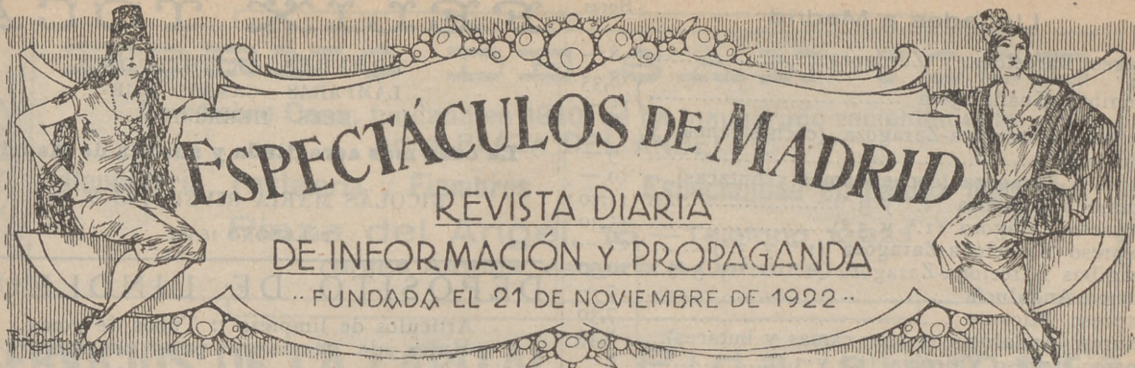 ESPECTÁCULOS DE MADRID
REVISTA DIARIA
DE INFORMACIÓN Y PROPAGANDA
·· FUNDADA EL 21 DE NOVIEMBRE DE 1922 ··